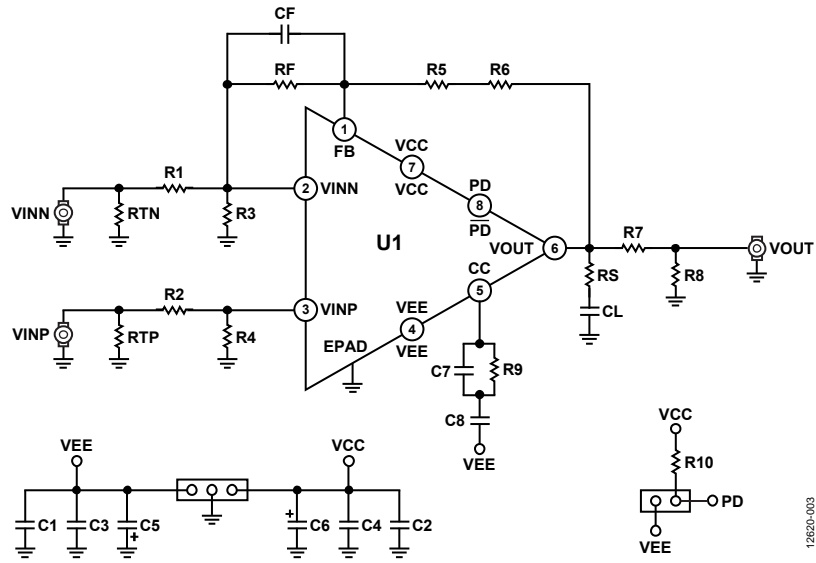 CF
RF
R5
R6
1
FB
VCC
7
VCC
PD
8
PD
R1
2
VINN
VINN
RTN
R3
U1
VOUT
6
R7
VOUT
RS
R8
CL
CC
5
R2
3
VINP
VINP
RTP
R4
VEE
4
VEE
EPAD
C7
R9
C8
VEE
VEE
VCC
C1
C3
C5
+
+
C6
C4
C2
VCC
R10
PD
VEE
12620-003